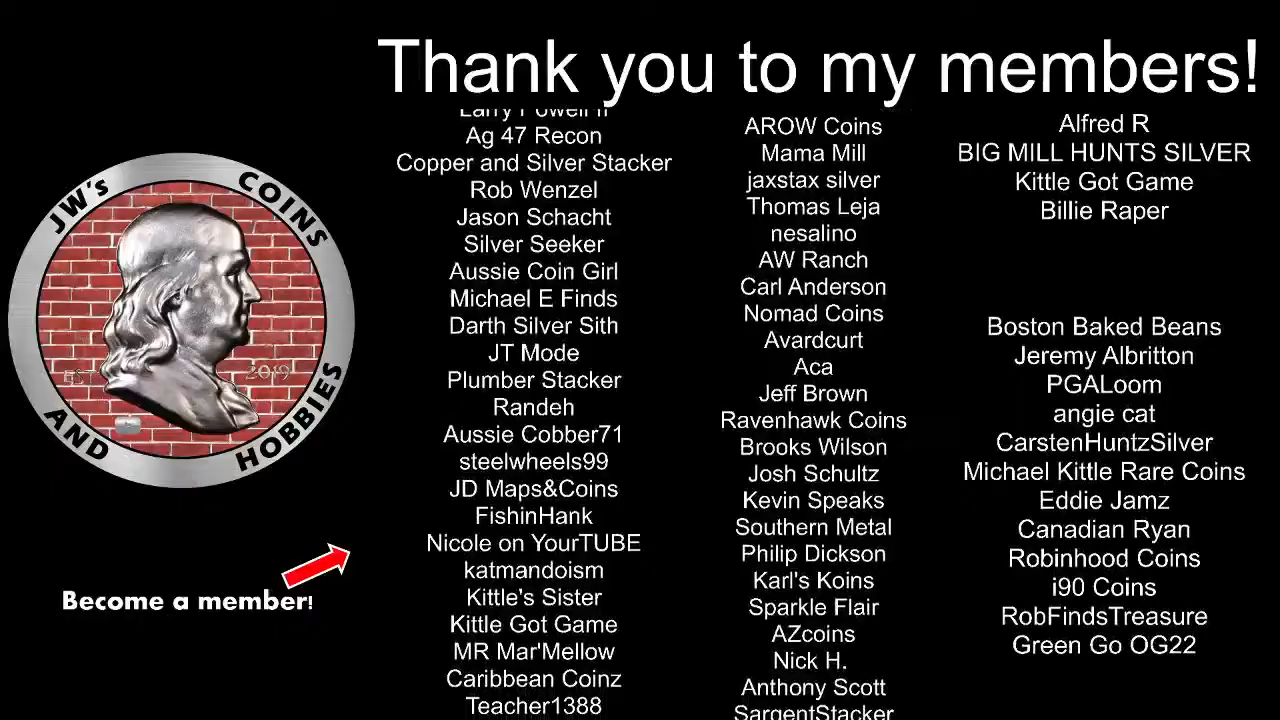 Thank you to my members!
Ag 47 Recon
Copper and Silver Stacker
Rob Wenzel
Jason Schacht
Silver Seeker
Aussie Coin Girl
Michael E Finds
Darth Silver Sith
JT Mode
Plumber Stacker
Randeh
Aussie Cobber71
steelwheels99
JD Maps&Coins
FishinHank
Nicole on YourTUBE
katmandoism
Kittle's Sister
Kittle Got Game
MR Mar'Mellow
Caribbean Coinz
Teacher1388
AROW Coins
Mama Mill
jaxstax silver
Thomas Leja
nesalino
AW Ranch
Carl Anderson
Nomad Coins
Avardcurt
Aca
Jeff Brown
Ravenhawk Coins
Brooks Wilson
Josh Schultz
Kevin Speaks
Southern Metal
Philip Dickson
Karl's Koins
Sparkle Flair
AZcoins
Nick H.
Anthony Scott
SargentStacker
Alfred R
BIG MILL HUNTS SILVER
Kittle Got Game
Billie Raper
Boston Baked Beans
Jeremy Albritton
PGALoom
angie cat
CarstenHuntzSilver
Michael Kittle Rare Coins
Eddie Jamz
Canadian Ryan
Robinhood Coins
i90 Coins
RobFindsTreasure
Green Go OG22
JW's COINS
EST 2019
AND HOBBIES
Become a member!